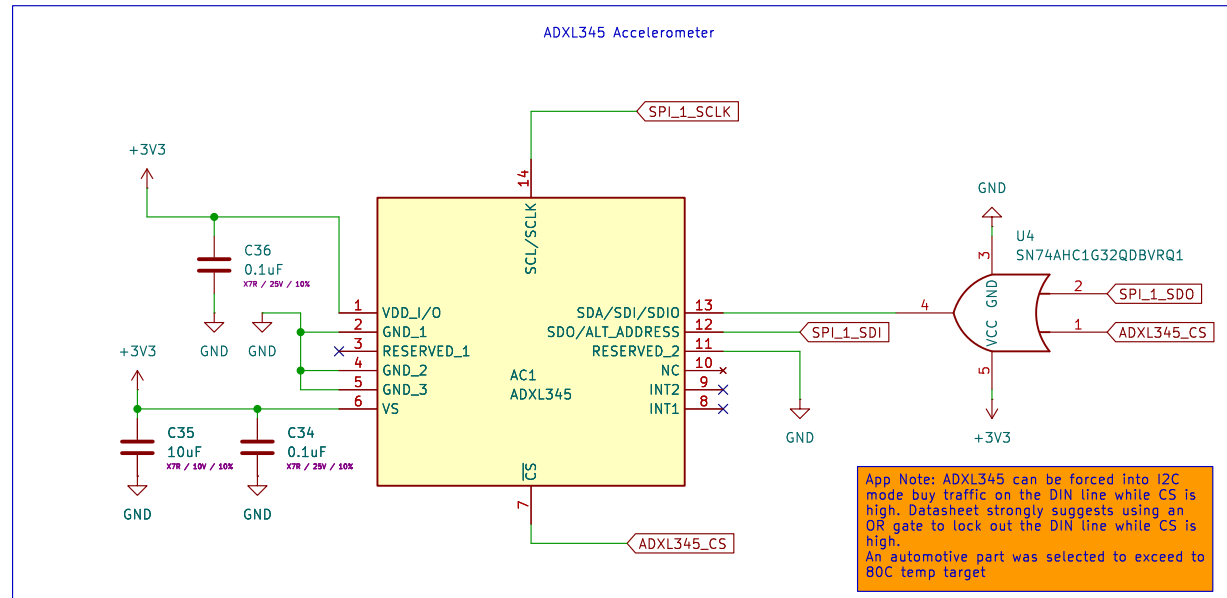 ADXL345 Accelerometer
SPI_1_SCLK
+3V3
14
SCL/SCLK
GND
C36
0.1uF
X7R / 25V / 10%
U4
SN74AHC1G32QDBVRQ1
3
GND
VCC
5
4
2
SPI_1_SDO
1
ADXL345_CS
+3V3
GND
GND
1
VDD_I/O
2
GND_1
3
RESERVED_1
4
GND_2
5
GND_3
6
VS
SDA/SDI/SDIO
13
SDO/ALT_ADDRESS
12
SPI_1_SDI
RESERVED_2
11
NC
10
INT2
9
INT1
8
AC1
ADXL345
GND
+3V3
C35
10uF
X7R / 10V / 10%
C34
0.1uF
X7R / 25V / 10%
GND
GND
CS
7
ADXL345_CS
App Note: ADXL345 can be forced into I2C
mode buy traffic on the DIN line while CS is
high. Datasheet strongly suggests using an
OR gate to lock out the DIN line while CS is
high.
An automotive part was selected to exceed to
80C temp target